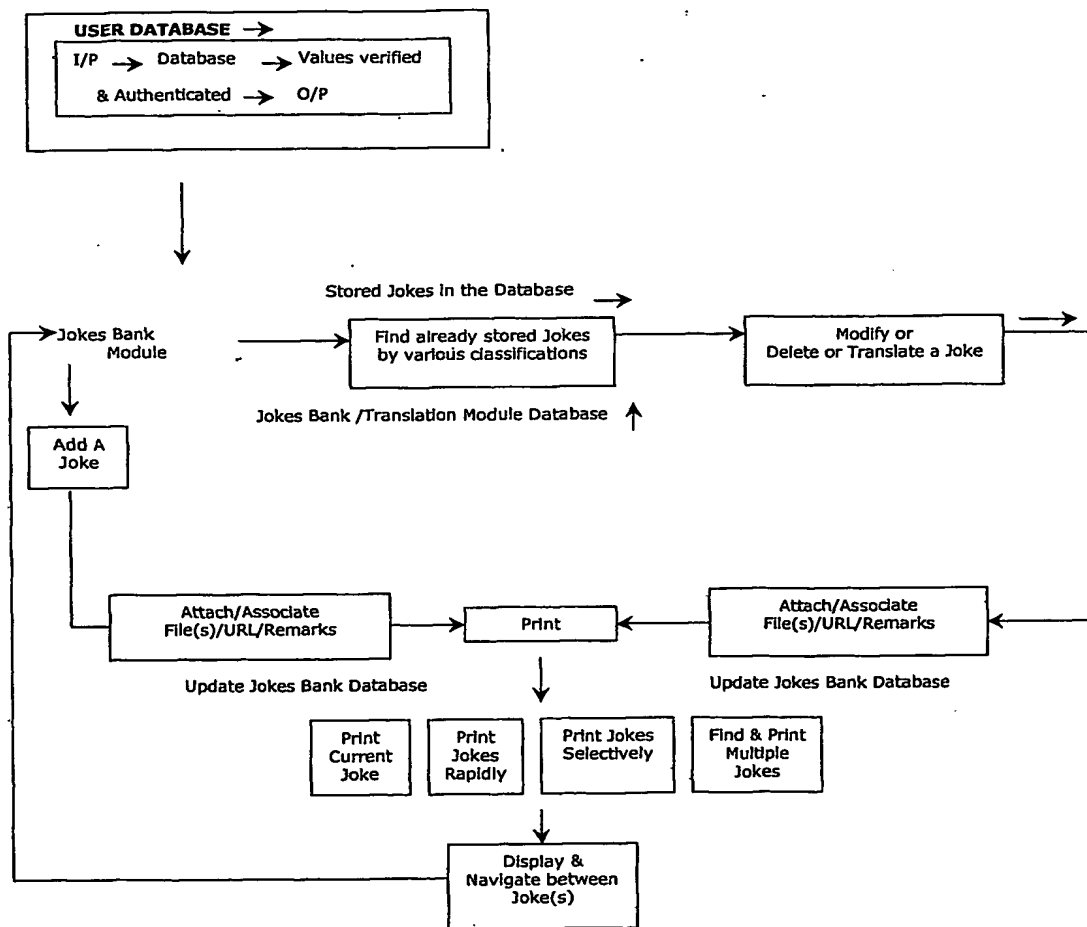 USER DATABASE →
I/P → Database → Values verified
& Authenticated → O/P
Stored Jokes in the Database →
Jokes Bank
Module
Find already stored Jokes
by various classifications
Modify or
Delete or Translate a Joke
Jokes Bank /Translation Module Database ↑
Add A
Joke
Attach/Associate
File(s)/URL/Remarks
Print
Attach/Associate
File(s)/URL/Remarks
Update Jokes Bank Database
Update Jokes Bank Database
Print
Current
Joke
Print
Jokes
Rapidly
Print Jokes
Selectively
Find & Print
Multiple
Jokes
Display &
Navigate between
Joke(s)